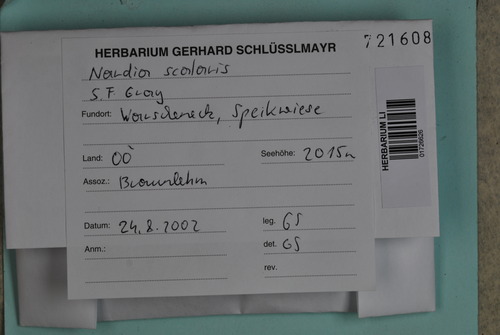 HERBARIUM GERHARD SCHLÜSSLMAYR
721608
Nardia scalaris
S.F. Gray
Fundort: Warscheneck, Speikwiese
Land: OÖ Seehöhe: 2015m
Assoz.: Braunlehm
Datum: 24.8.2002 leg. GS
Anm.: det. GS
rev.
HERBARIUM LI
01729626